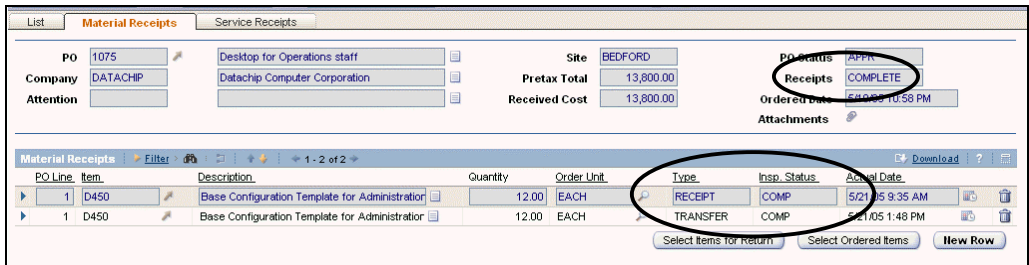 List Material Receipts Service Receipts
PO 1075 Desktop for Operations staff Site BEDFORD PO Status APPR
Company DATACHIP Datachip Computer Corporation Pretax Total 13,800.00 Receipts COMPLETE
Attention Received Cost 13,800.00 Ordered Date 5/18/05 10:58 PM
Attachments
Material Receipts Filter 1 - 2 of 2 Download ?
PO Line Item Description Quantity Order Unit Type Insp. Status Actual Date
1 D450 Base Configuration Template for Administration 12.00 EACH RECEIPT COMP 5/21/05 9:35 AM
1 D450 Base Configuration Template for Administration 12.00 EACH TRANSFER COMP 5/21/05 1:48 PM
Select Items for Return Select Ordered Items New Row